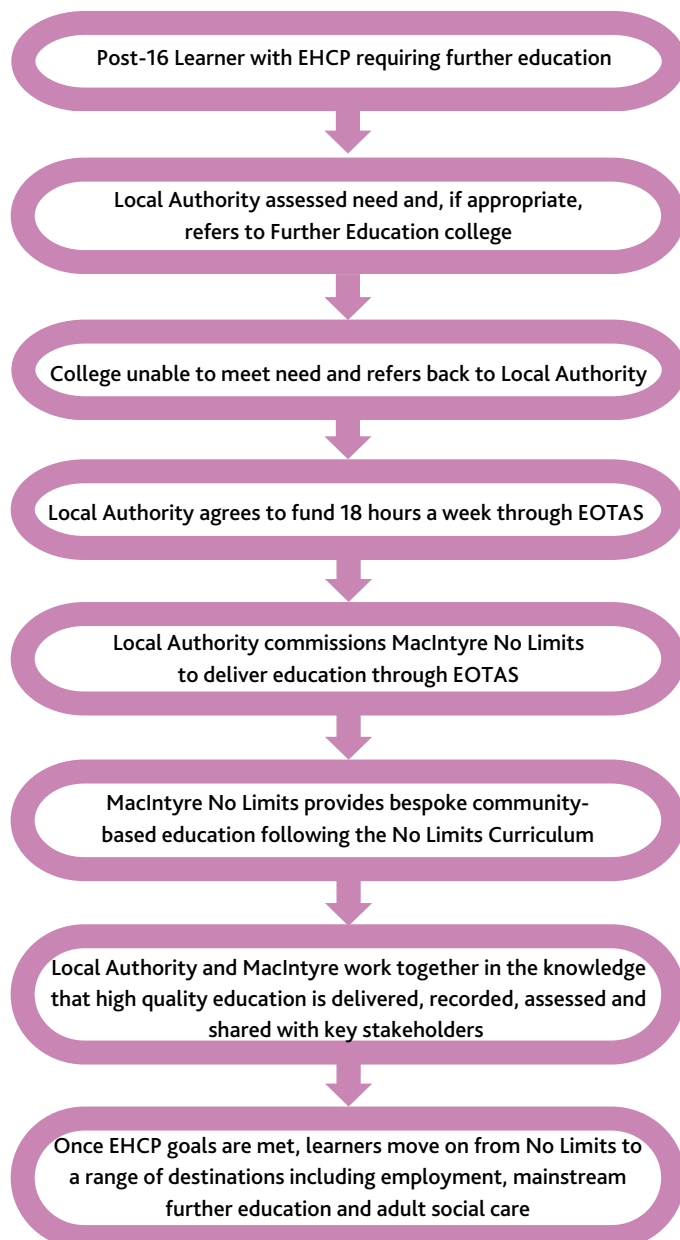 Post-16 Learner with EHCP requiring further education
Local Authority assessed need and, if appropriate,
refers to Further Education college
College unable to meet need and refers back to Local Authority
Local Authority agrees to fund 18 hours a week through EOTAS
Local Authority commissions MacIntyre No Limits
to deliver education through EOTAS
MacIntyre No Limits provides bespoke community-
based education following the No Limits Curriculum
Local Authority and MacIntyre work together in the knowledge
that high quality education is delivered, recorded, assessed and
shared with key stakeholders
Once EHCP goals are met, learners move on from No Limits to
a range of destinations including employment, mainstream
further education and adult social care